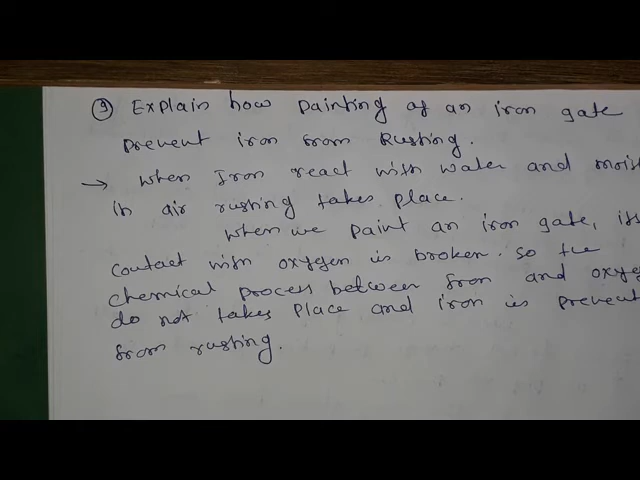 9 Explain how Painting of an iron gate
Prevent iron from Rusting.
→ When Iron react with Water and mois
in air rusting takes place.
When we paint an iron gate, its
Contact with oxygen is broken. So the
chemical process between Iron and oxyge
do not takes place and iron is prevent
from rusting.